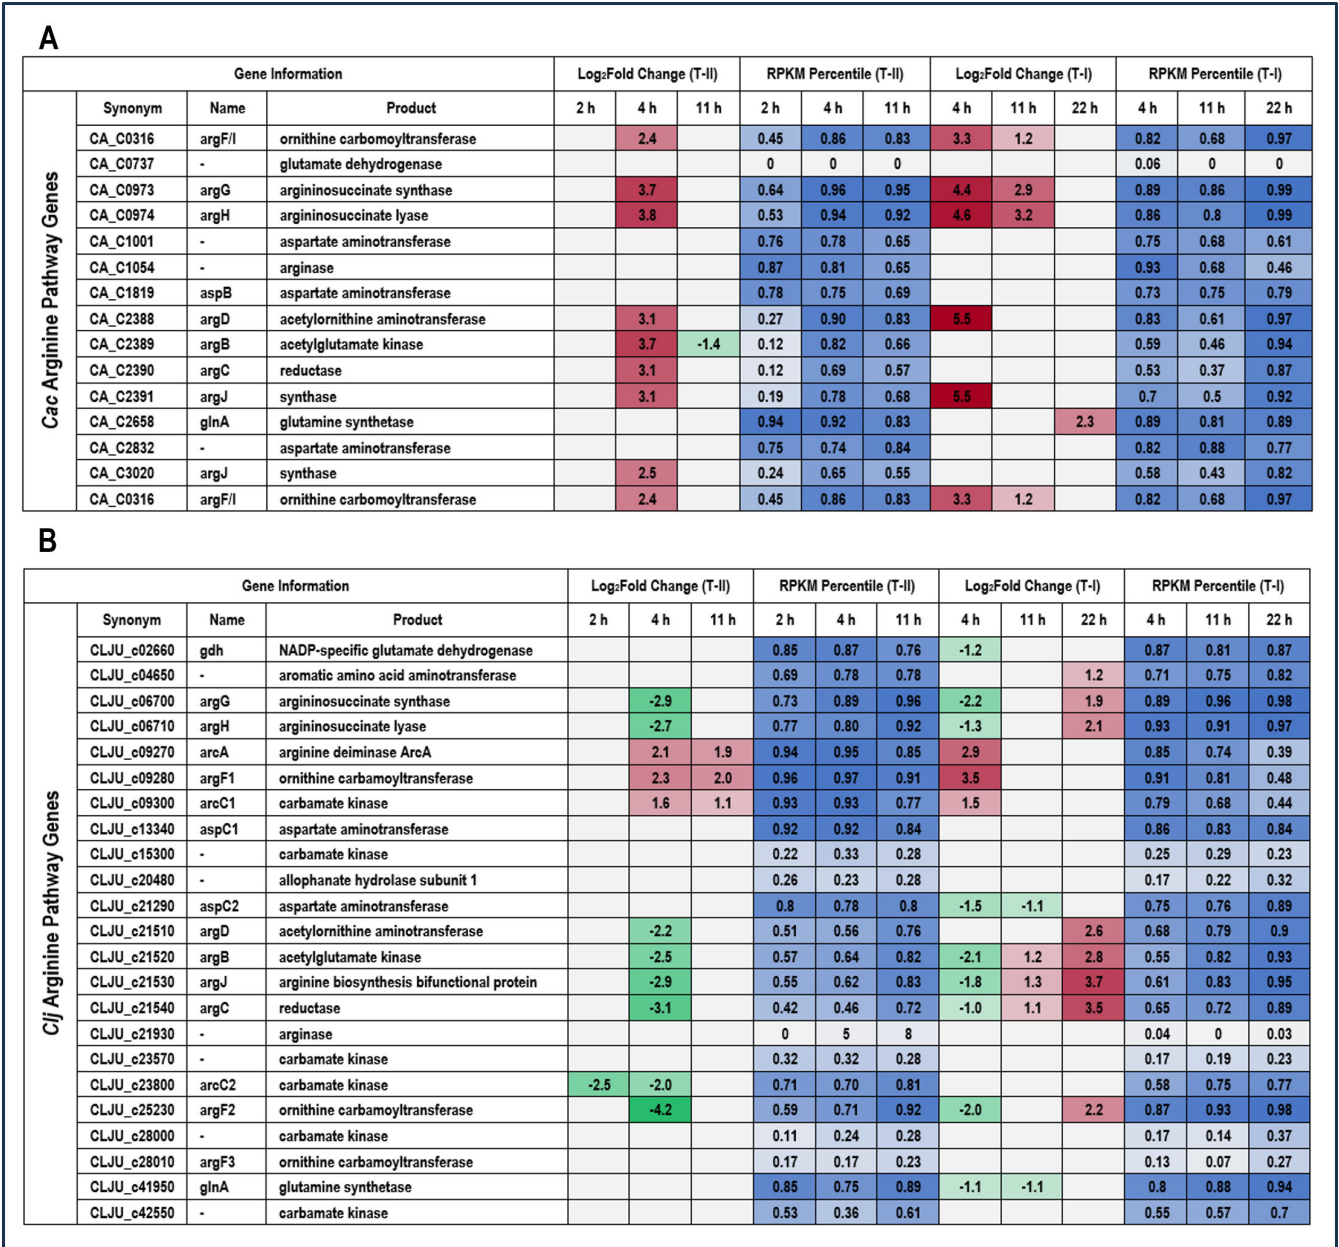 A
Gene Information Log₂Fold Change (T-II) RPKM Percentile (T-II) Log₂Fold Change (T-I) RPKM Percentile (T-I)
Cac Arginine Pathway Genes
Synonym Name Product 2 h 4 h 11 h 2 h 4 h 11 h 4 h 11 h 22 h 4 h 11 h 22 h
CA_C0316 argF/I ornithine carbomoyltransferase 2.4 0.45 0.86 0.83 3.3 1.2 0.82 0.68 0.97
CA_C0737 - glutamate dehydrogenase 0 0 0 0.06 0 0
CA_C0973 argG argininosuccinate synthase 3.7 0.64 0.96 0.95 4.4 2.9 0.89 0.86 0.99
CA_C0974 argH argininosuccinate lyase 3.8 0.53 0.94 0.92 4.6 3.2 0.86 0.8 0.99
CA_C1001 - aspartate aminotransferase 0.76 0.78 0.65 0.75 0.68 0.61
CA_C1054 - arginase 0.87 0.81 0.65 0.93 0.68 0.46
CA_C1819 aspB aspartate aminotransferase 0.78 0.75 0.69 0.73 0.75 0.79
CA_C2388 argD acetylornithine aminotransferase 3.1 0.27 0.90 0.83 5.5 0.83 0.61 0.97
CA_C2389 argB acetylglutamate kinase 3.7 -1.4 0.12 0.82 0.66 0.59 0.46 0.94
CA_C2390 argC reductase 3.1 0.12 0.69 0.57 0.53 0.37 0.87
CA_C2391 argJ synthase 3.1 0.19 0.78 0.68 5.5 0.7 0.5 0.92
CA_C2658 glnA glutamine synthetase 0.94 0.92 0.83 2.3 0.89 0.81 0.89
CA_C2832 - aspartate aminotransferase 0.75 0.74 0.84 0.82 0.88 0.77
CA_C3020 argJ synthase 2.5 0.24 0.65 0.55 0.58 0.43 0.82
CA_C0316 argF/I ornithine carbomoyltransferase 2.4 0.45 0.86 0.83 3.3 1.2 0.82 0.68 0.97
B
Gene Information Log₂Fold Change (T-II) RPKM Percentile (T-II) Log₂Fold Change (T-I) RPKM Percentile (T-I)
Clj Arginine Pathway Genes
Synonym Name Product 2 h 4 h 11 h 2 h 4 h 11 h 4 h 11 h 22 h 4 h 11 h 22 h
CLJU_c02660 gdh NADP-specific glutamate dehydrogenase 0.85 0.87 0.76 -1.2 0.87 0.81 0.87
CLJU_c04650 - aromatic amino acid aminotransferase 0.69 0.78 0.78 1.2 0.71 0.75 0.82
CLJU_c06700 argG argininosuccinate synthase -2.9 0.73 0.89 0.96 -2.2 1.9 0.89 0.96 0.98
CLJU_c06710 argH argininosuccinate lyase -2.7 0.77 0.80 0.92 -1.3 2.1 0.93 0.91 0.97
CLJU_c09270 arcA arginine deiminase ArcA 2.1 1.9 0.94 0.95 0.85 2.9 0.85 0.74 0.39
CLJU_c09280 argF1 ornithine carbamoyltransferase 2.3 2.0 0.96 0.97 0.91 3.5 0.91 0.81 0.48
CLJU_c09300 arcC1 carbamate kinase 1.6 1.1 0.93 0.93 0.77 1.5 0.79 0.68 0.44
CLJU_c13340 aspC1 aspartate aminotransferase 0.92 0.92 0.84 0.86 0.83 0.84
CLJU_c15300 - carbamate kinase 0.22 0.33 0.28 0.25 0.29 0.23
CLJU_c20480 - allophanate hydrolase subunit 1 0.26 0.23 0.28 0.17 0.22 0.32
CLJU_c21290 aspC2 aspartate aminotransferase 0.8 0.78 0.8 -1.5 -1.1 0.75 0.76 0.89
CLJU_c21510 argD acetylornithine aminotransferase -2.2 0.51 0.56 0.76 2.6 0.68 0.79 0.9
CLJU_c21520 argB acetylglutamate kinase -2.5 0.57 0.64 0.82 -2.1 1.2 2.8 0.55 0.82 0.93
CLJU_c21530 argJ arginine biosynthesis bifunctional protein -2.9 0.55 0.62 0.83 -1.8 1.3 3.7 0.61 0.83 0.95
CLJU_c21540 argC reductase -3.1 0.42 0.46 0.72 -1.0 1.1 3.5 0.65 0.72 0.89
CLJU_c21930 - arginase 0 5 8 0.04 0 0.03
CLJU_c23570 - carbamate kinase 0.32 0.32 0.28 0.17 0.19 0.23
CLJU_c23800 arcC2 carbamate kinase -2.5 -2.0 0.71 0.70 0.81 0.58 0.75 0.77
CLJU_c25230 argF2 ornithine carbamoyltransferase -4.2 0.59 0.71 0.92 -2.0 2.2 0.87 0.93 0.98
CLJU_c28000 - carbamate kinase 0.11 0.24 0.28 0.17 0.14 0.37
CLJU_c28010 argF3 ornithine carbamoyltransferase 0.17 0.17 0.23 0.13 0.07 0.27
CLJU_c41950 glnA glutamine synthetase 0.85 0.75 0.89 -1.1 -1.1 0.8 0.88 0.94
CLJU_c42550 - carbamate kinase 0.53 0.36 0.61 0.55 0.57 0.7